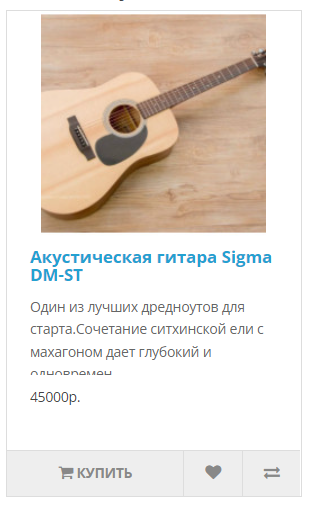 Акустическая гитара Sigma
DM-ST
Один из лучших дредноутов для
старта.Сочетание ситхинской ели с
махагоном дает глубокий и
одновремен
45000р.
КУПИТЬ